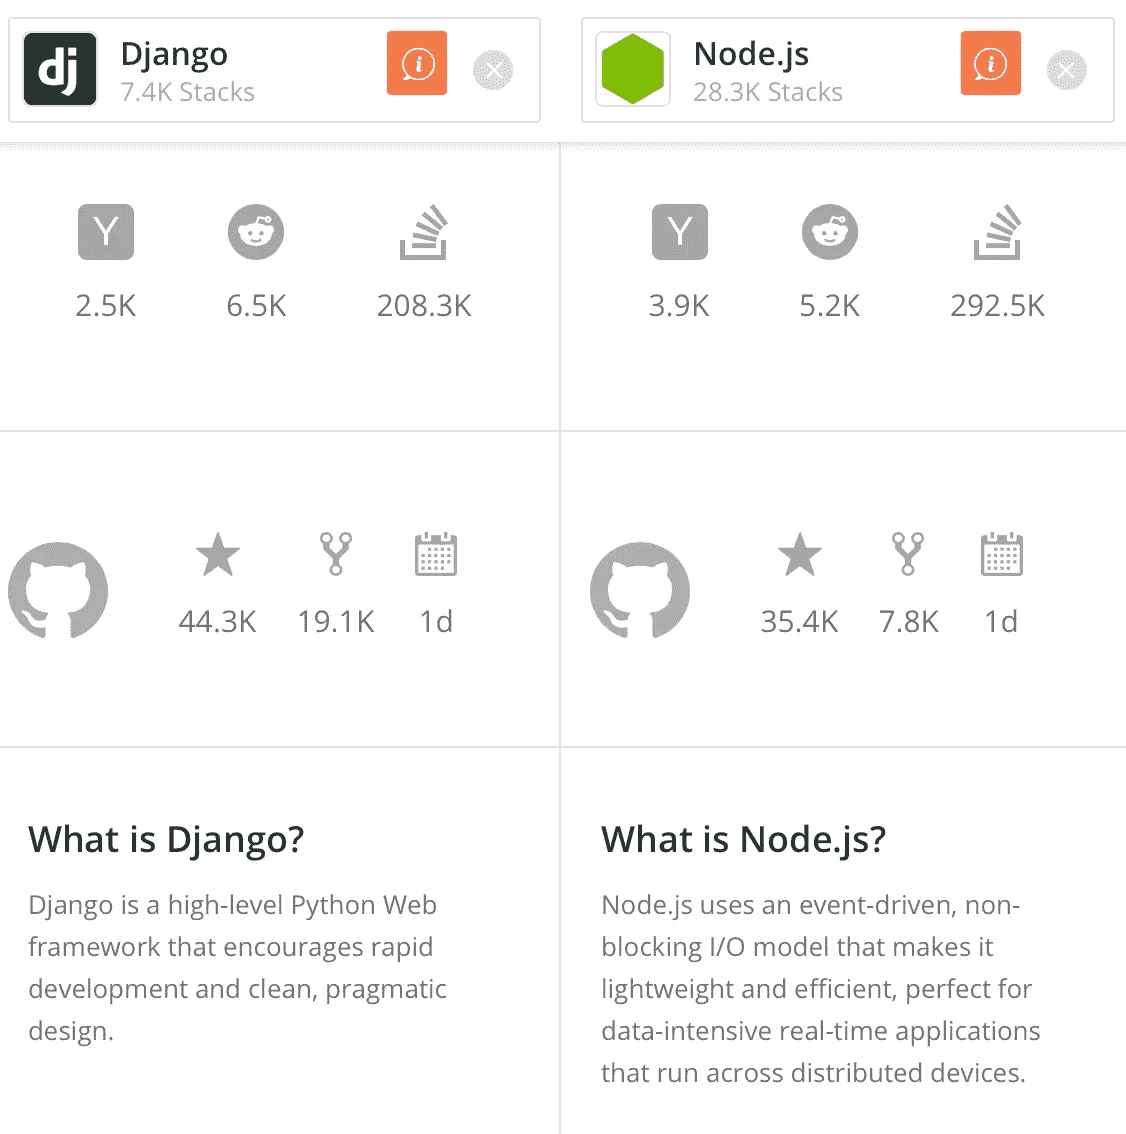 dj
Django
7.4K Stacks
i
Node.js
28.3K Stacks
i
Y
2.5K
6.5K
208.3K
Y
3.9K
5.2K
292.5K
44.3K
19.1K
1d
35.4K
7.8K
1d
What is Django?
Django is a high-level Python Web
framework that encourages rapid
development and clean, pragmatic
design.
What is Node.js?
Node.js uses an event-driven, non-
blocking I/O model that makes it
lightweight and efficient, perfect for
data-intensive real-time applications
that run across distributed devices.